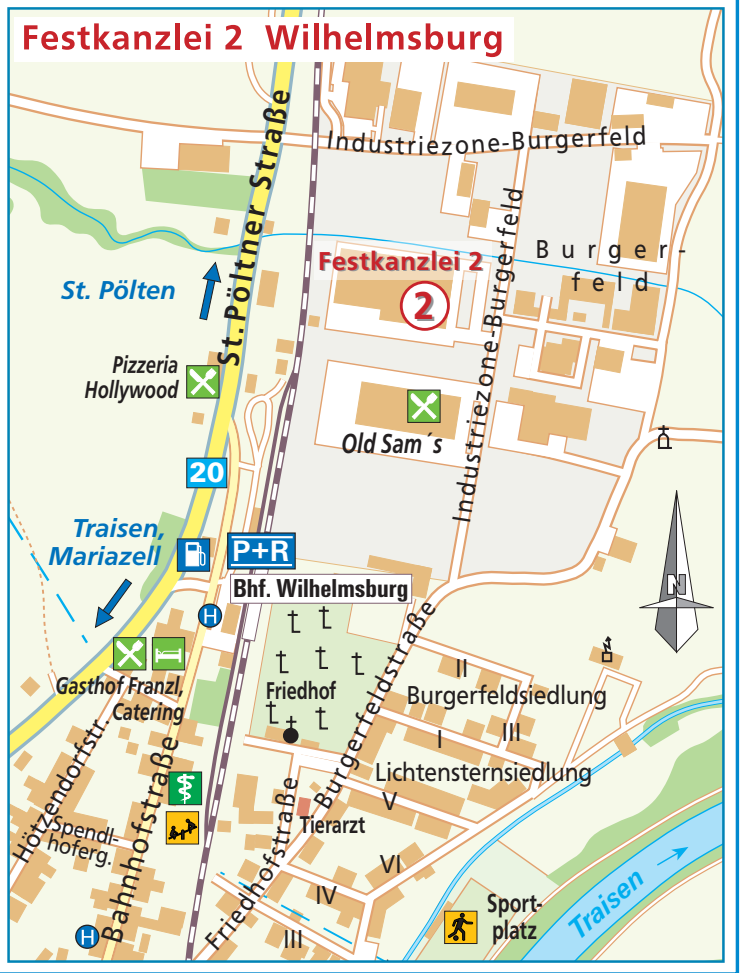 Festkanzlei 2 Wilhelmsburg
Industriezone-Burgerfeld
St. Pöltner Straße
Industriezone-Burgerfeld
Burger-
feld
Festkanzlei 2
2
St. Pölten
Pizzeria
Hollywood
Old Sam´s
20
Traisen,
Mariazell
P+R
Bhf. Wilhelmsburg
N
H
Gasthof Franzl,
Catering
Friedhof
Burgerfeldstraße
II
Burgerfeldsiedlung
I
III
Lichtensternsiedlung
V
Tierarzt
Hötzendorfstr.
Spendl-
hoferg.
Bahnhofstraße
Friedhofstraße
VI
IV
III
H
Sport-
platz
Traisen